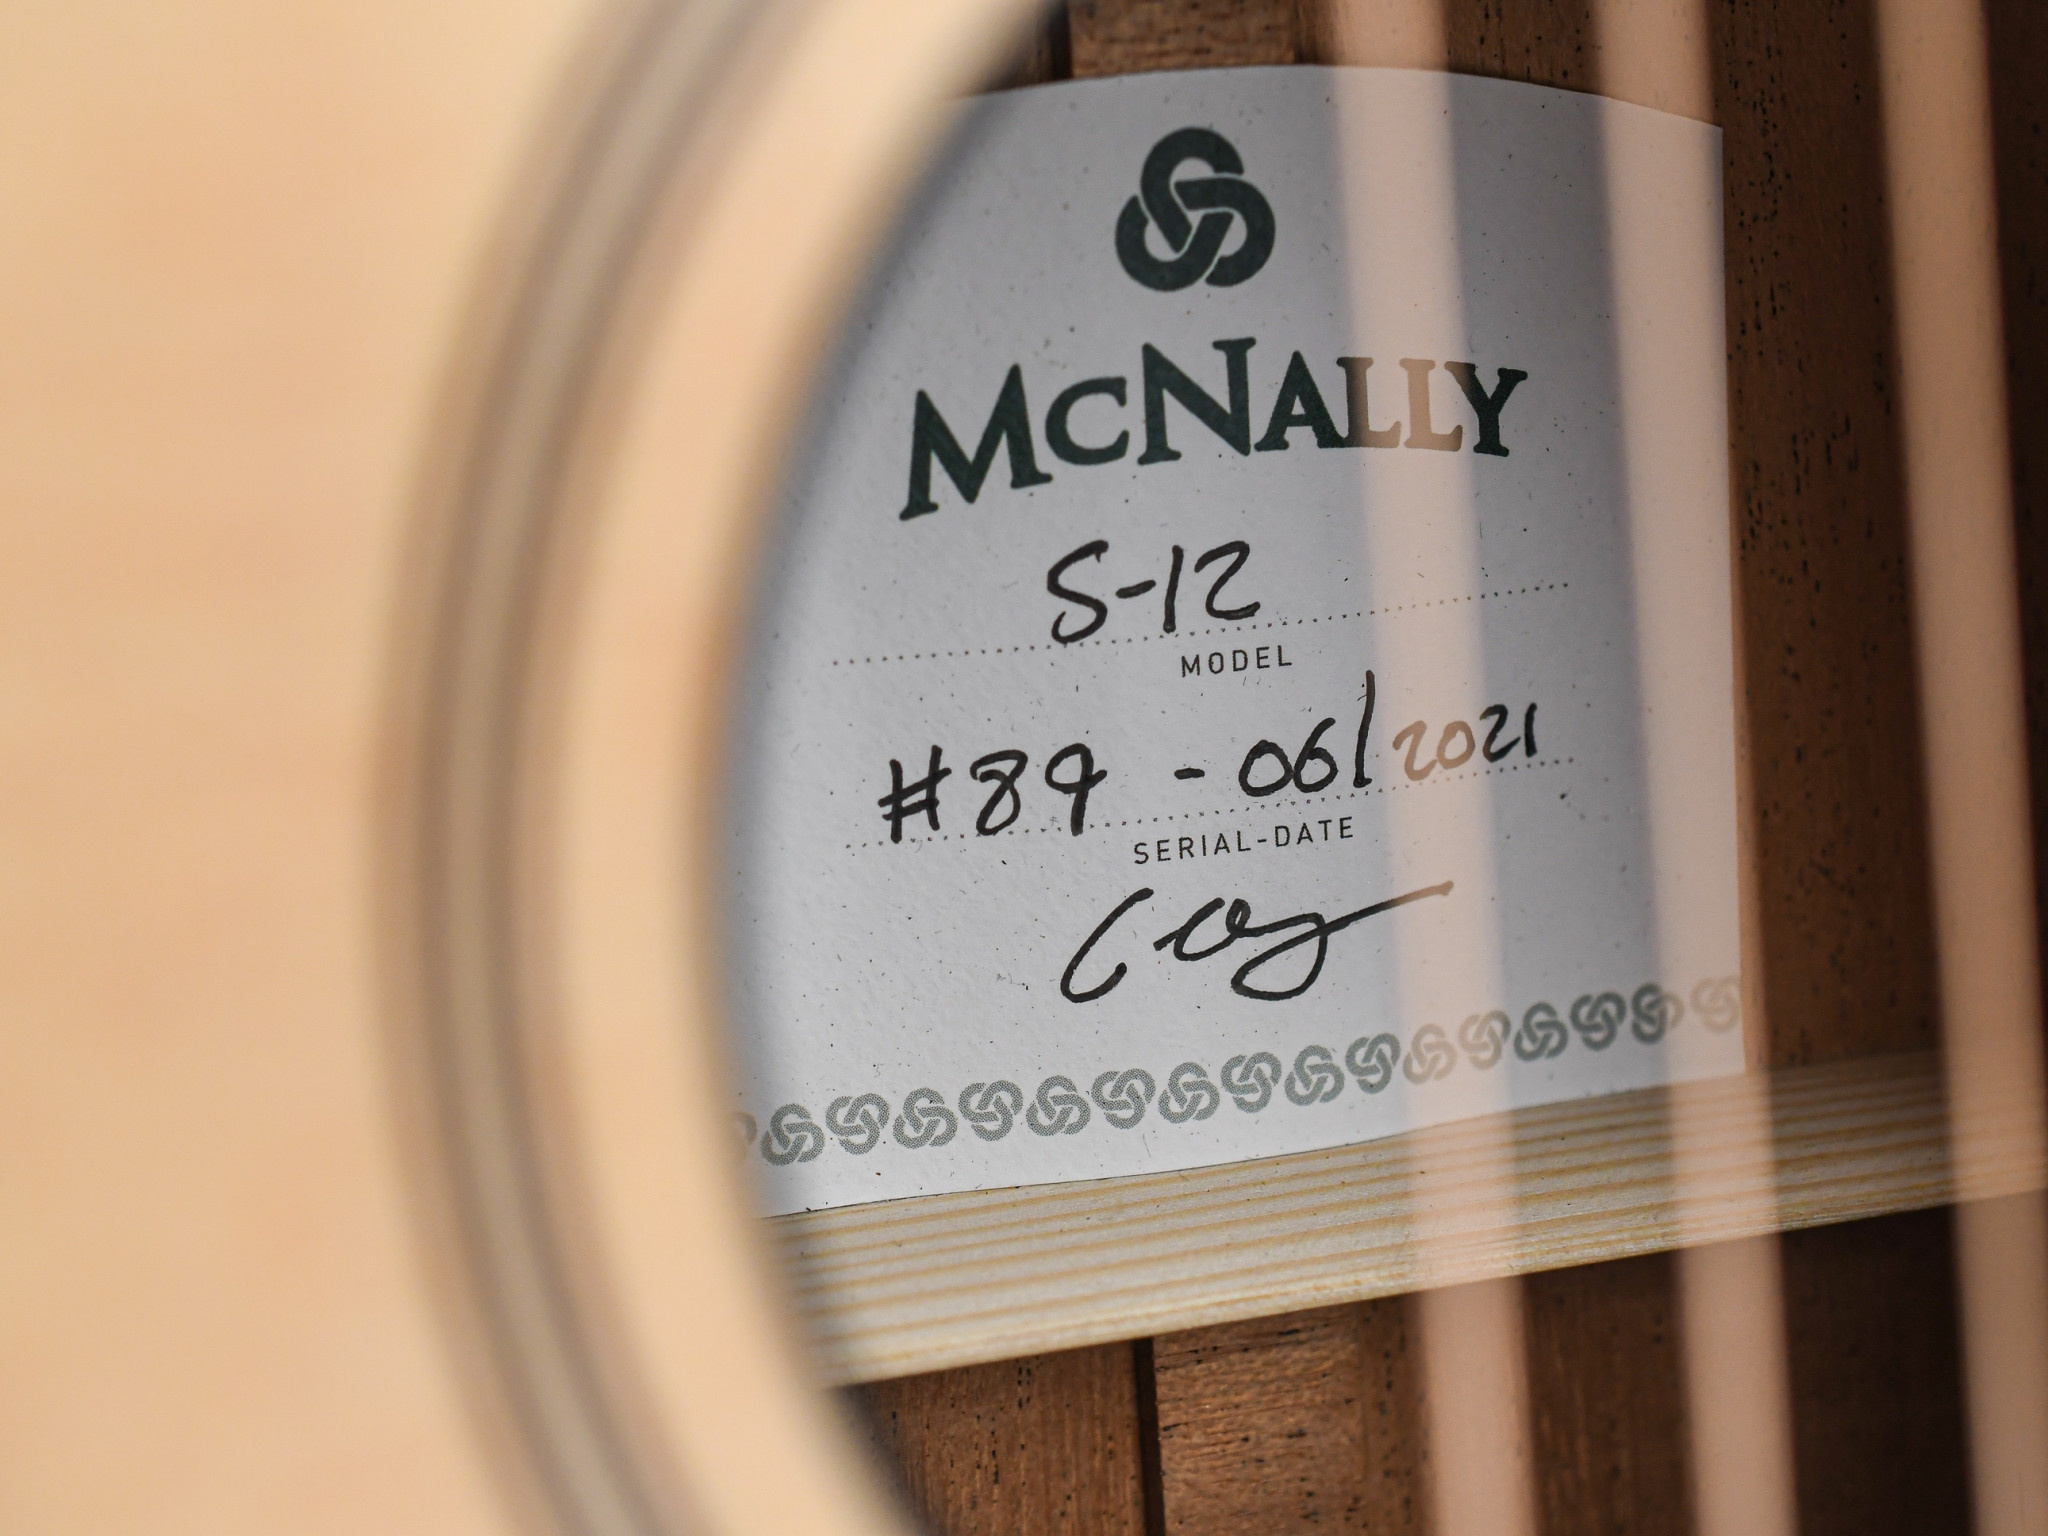 McNALLY
S-12
MODEL
#89 - 06/2021
SERIAL-DATE